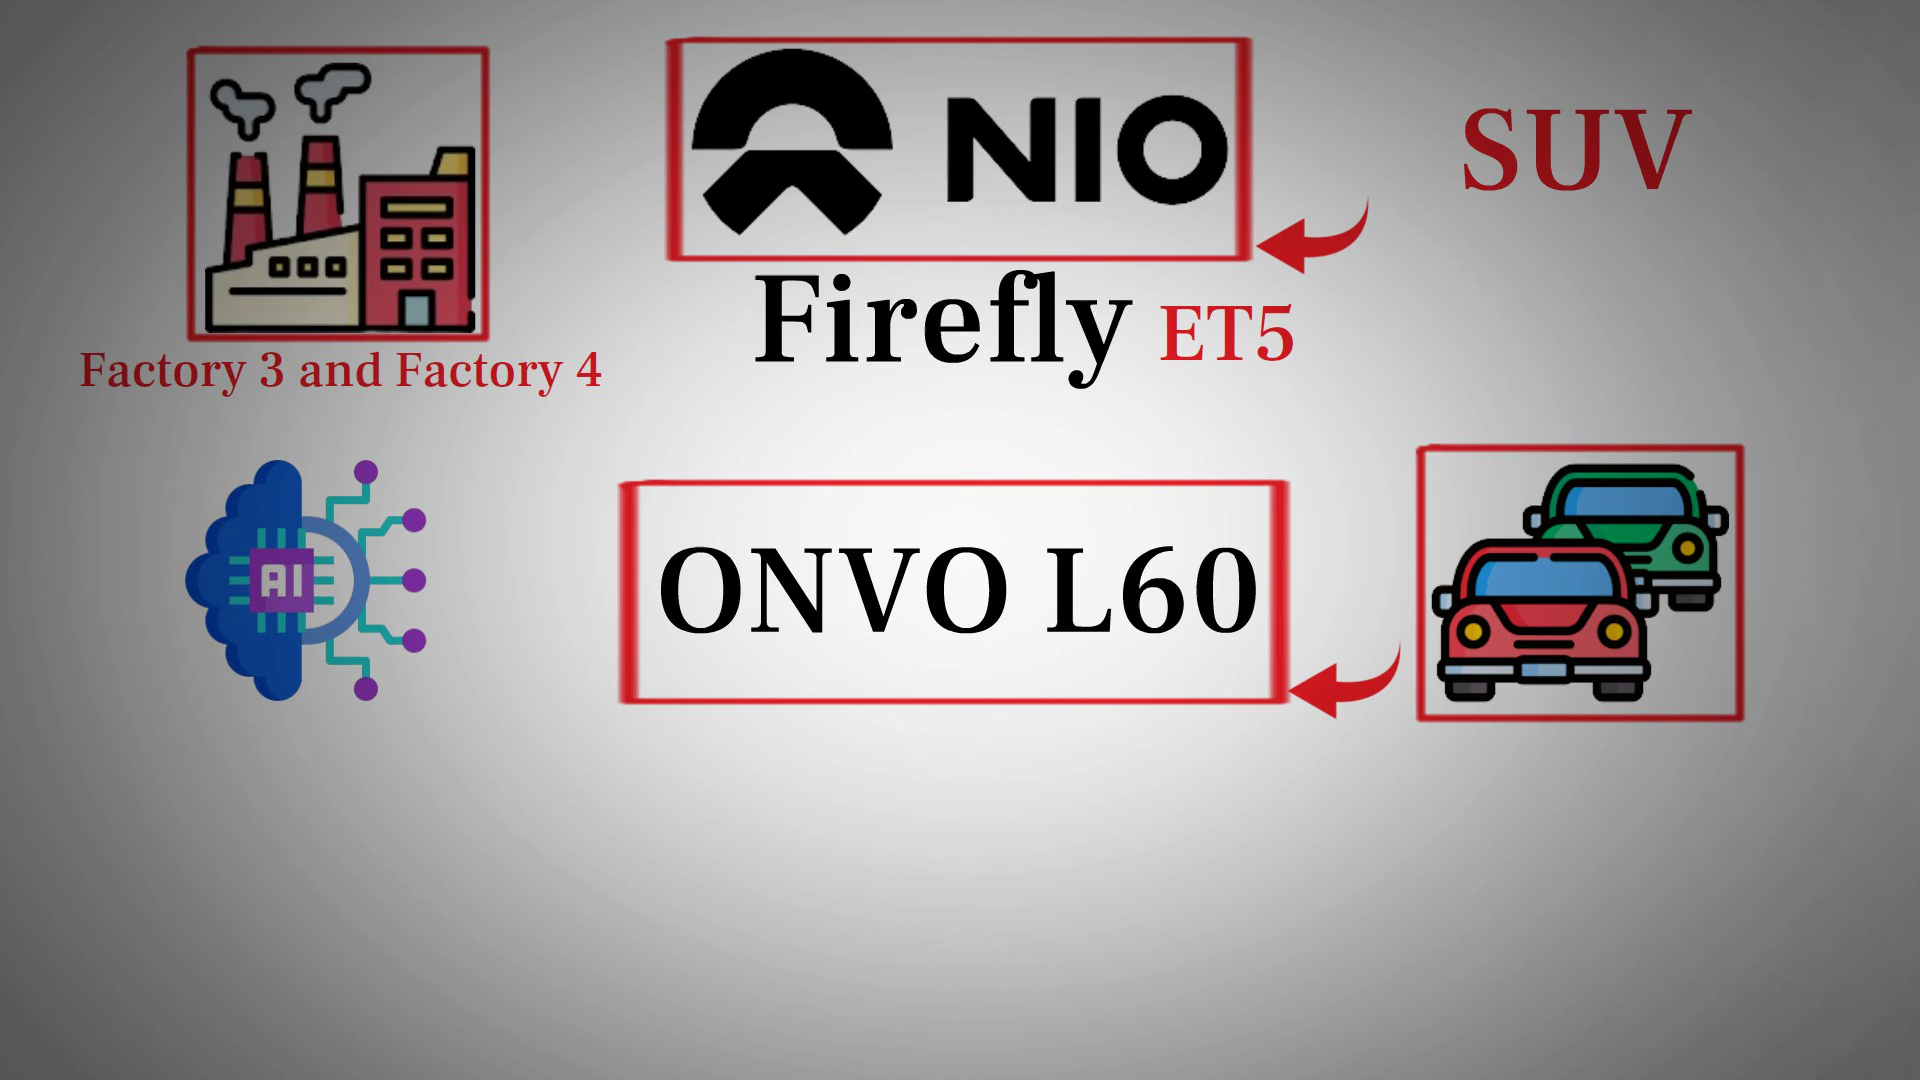 NIO
SUV
Firefly ET5
Factory 3 and Factory 4
AI
ONVO L60